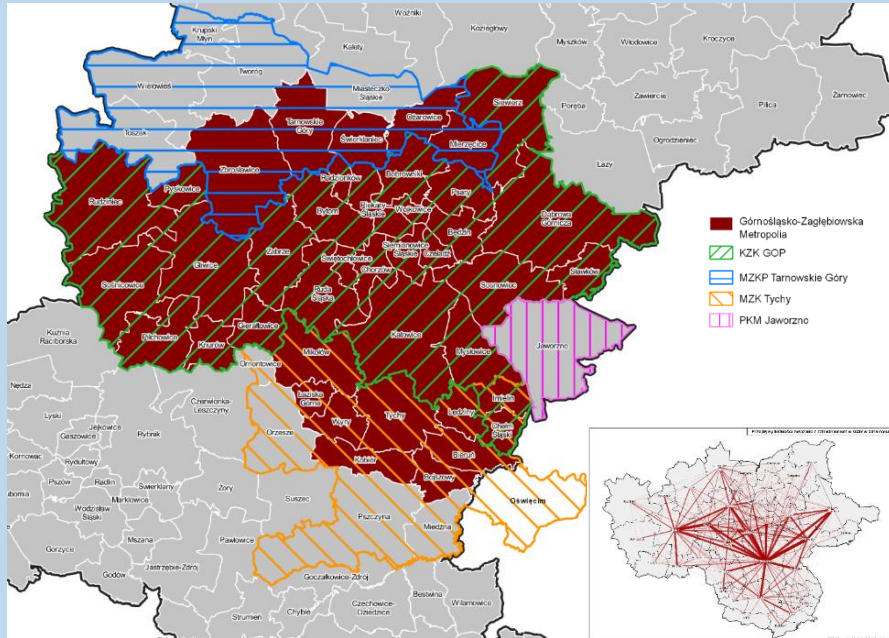 Woźniki
Koziegłowy
Krupski
Młyn
Kalety
Myszków
Włodowice
Kroczyce
Tworóg
Wielowieś
Miasteczko
Śląskie
Siewierz
Poręba
Zawiercie
Pilica
Żarnowiec
Tarnowskie
Góry
Ożarowice
Toszek
Świerklaniec
Mierzęcice
Ogrodzieniec
Zbrosławice
Łazy
Radzionków
Bobrowniki
Rudziniec
Pyskowice
Psary
Bytom
Piekary
Śląskie
Wojkowice
Dąbrowa
Górnicza
Będzin
Siemianowice
Śląskie
Czeladź
Zabrze
Gliwice
Świętochłowice
Chorzów
Sławków
Sośnicowice
Ruda
Śląska
Sosnowiec
Katowice
Pilchowice
Knurów
Gierałtowice
Mysłowice
Jaworzno
Kuźnia
Raciborska
Mikołów
Ornontowice
Nędza
Czerwionka-
Leszczyny
Łaziska
Górne
Wyry
Tychy
Lędziny
Imielin
Chełm
Śląski
Orzesze
Lyski
Jejkowice
Gaszowice
Rybnik
Kornowac
Rydułtowy
Kobiór
Bieruń
Bojszowy
Pszów
Radlin
Świerklany
Żory
Suszec
Oświęcim
Lubomia
Marklowice
Wodzisław
Śląski
Pszczyna
Miedźna
Mszana
Pawłowice
Gorzyce
Godów
Jastrzębie-Zdrój
Goczałkowice-Zdrój
Strumień
Chybie
Czechowice-
Dziedzice
Bestwina
Wilamowice
Górnośląsko-Zagłębiowska
Metropolia
KZK GOP
MZKP Tarnowskie Góry
MZK Tychy
PKM Jaworzno